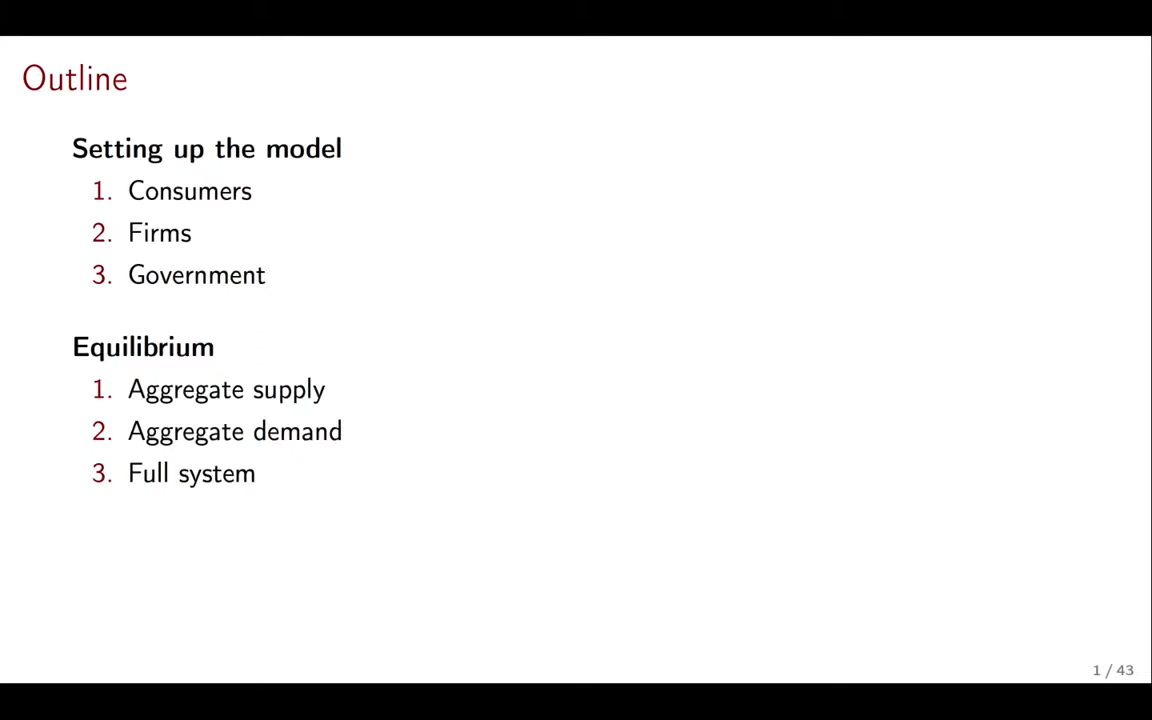 Outline
Setting up the model
1. Consumers
2. Firms
3. Government
Equilibrium
1. Aggregate supply
2. Aggregate demand
3. Full system
1 / 43